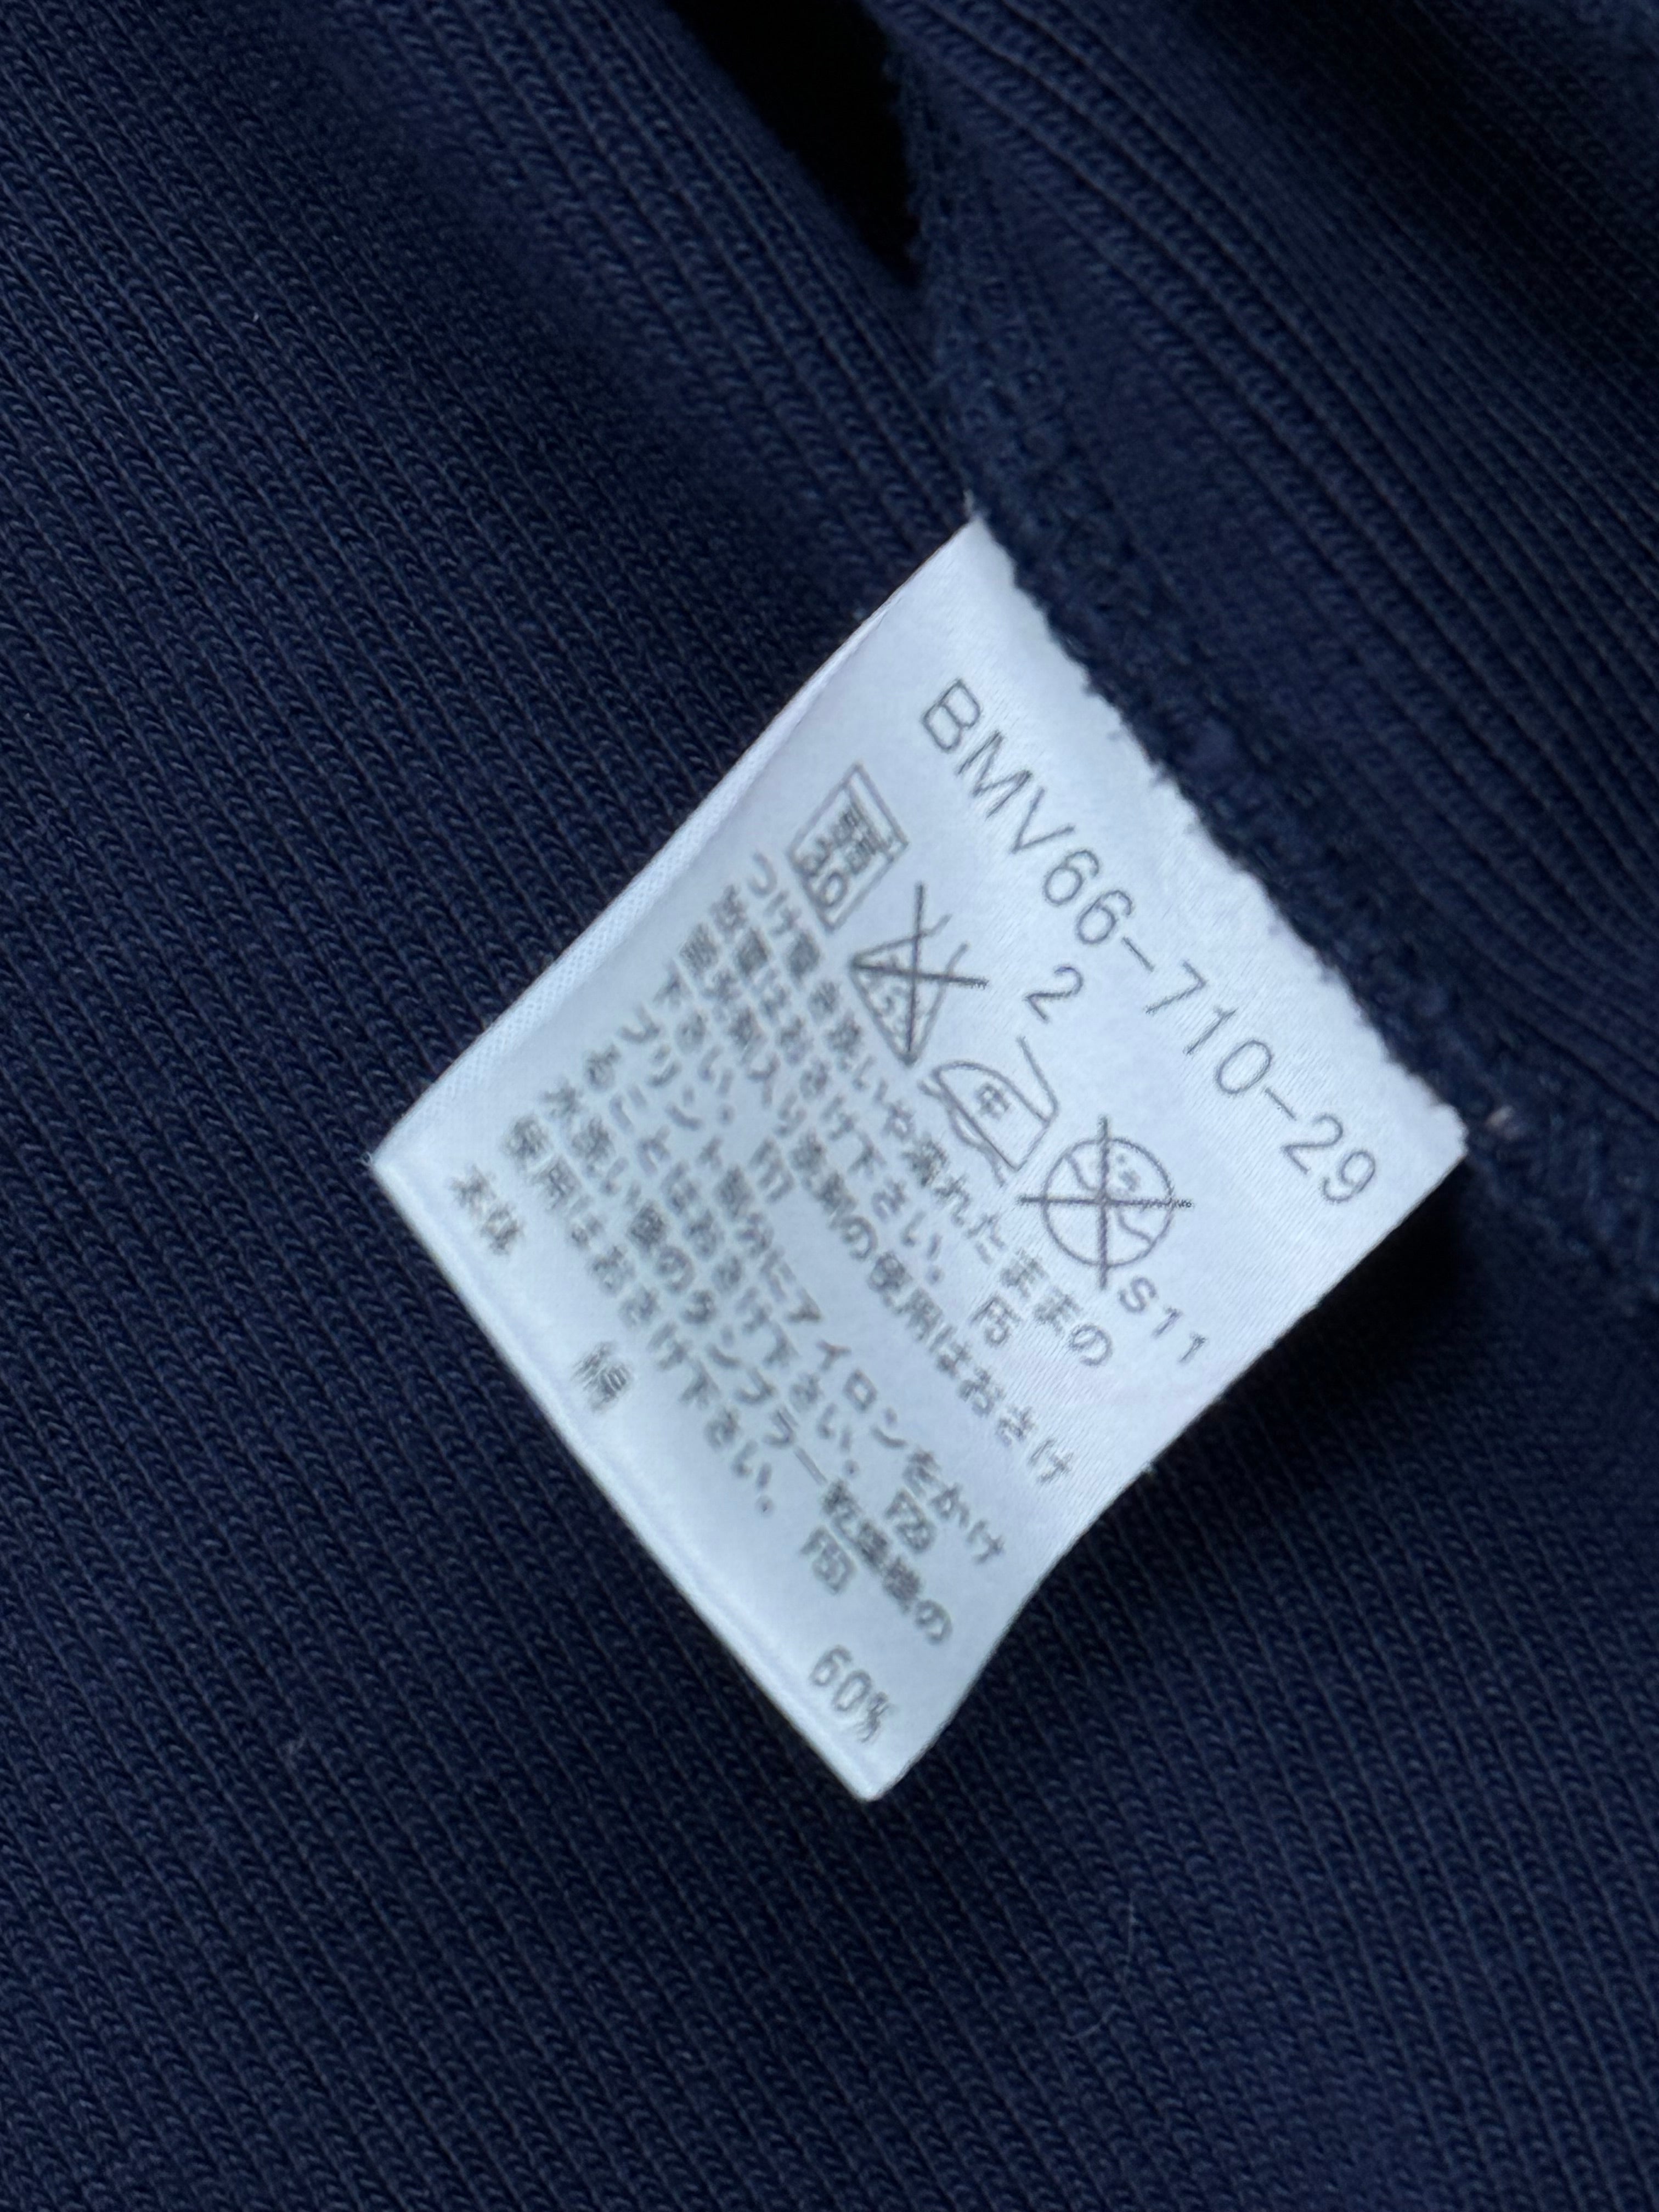 BMV66-710-29
2
30
中
S11
つけ置き洗いや濡れたままの
放置はおさけ下さい。 F5
蛍光剤入り洗剤の使用はおさけ
下さい。 F11
プリント部分にアイロンをかけ
ることはおさけ下さい。 F29
水洗い後のタンブラー乾燥機の
使用はおさけ下さい。
本体 綿 60%